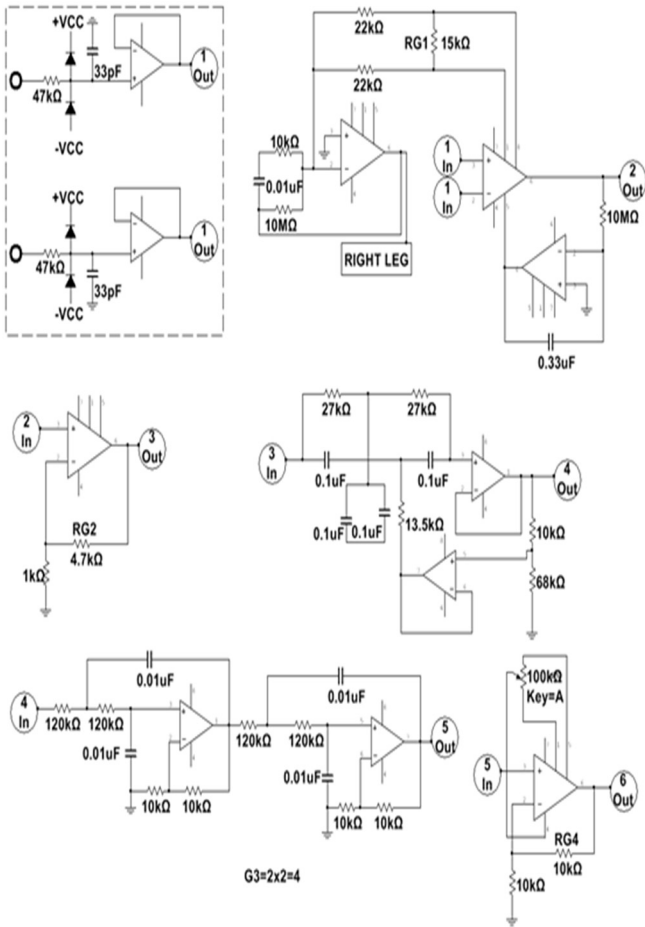 +VCC
33pF
47kΩ
-VCC
1
Out
+VCC
47kΩ
33pF
-VCC
1
Out
22kΩ
RG1
15kΩ
22kΩ
10kΩ
0.01uF
10MΩ
RIGHT LEG
1
In
1
In
2
Out
10MΩ
0.33uF
2
In
3
Out
RG2
4.7kΩ
1kΩ
27kΩ
27kΩ
3
In
0.1uF
0.1uF
4
Out
0.1uF
0.1uF
13.5kΩ
10kΩ
68kΩ
4
In
0.01uF
120kΩ
120kΩ
0.01uF
10kΩ
10kΩ
0.01uF
120kΩ
120kΩ
0.01uF
10kΩ
10kΩ
5
Out
100kΩ
Key=A
5
In
6
Out
RG4
10kΩ
10kΩ
G3=2x2=4